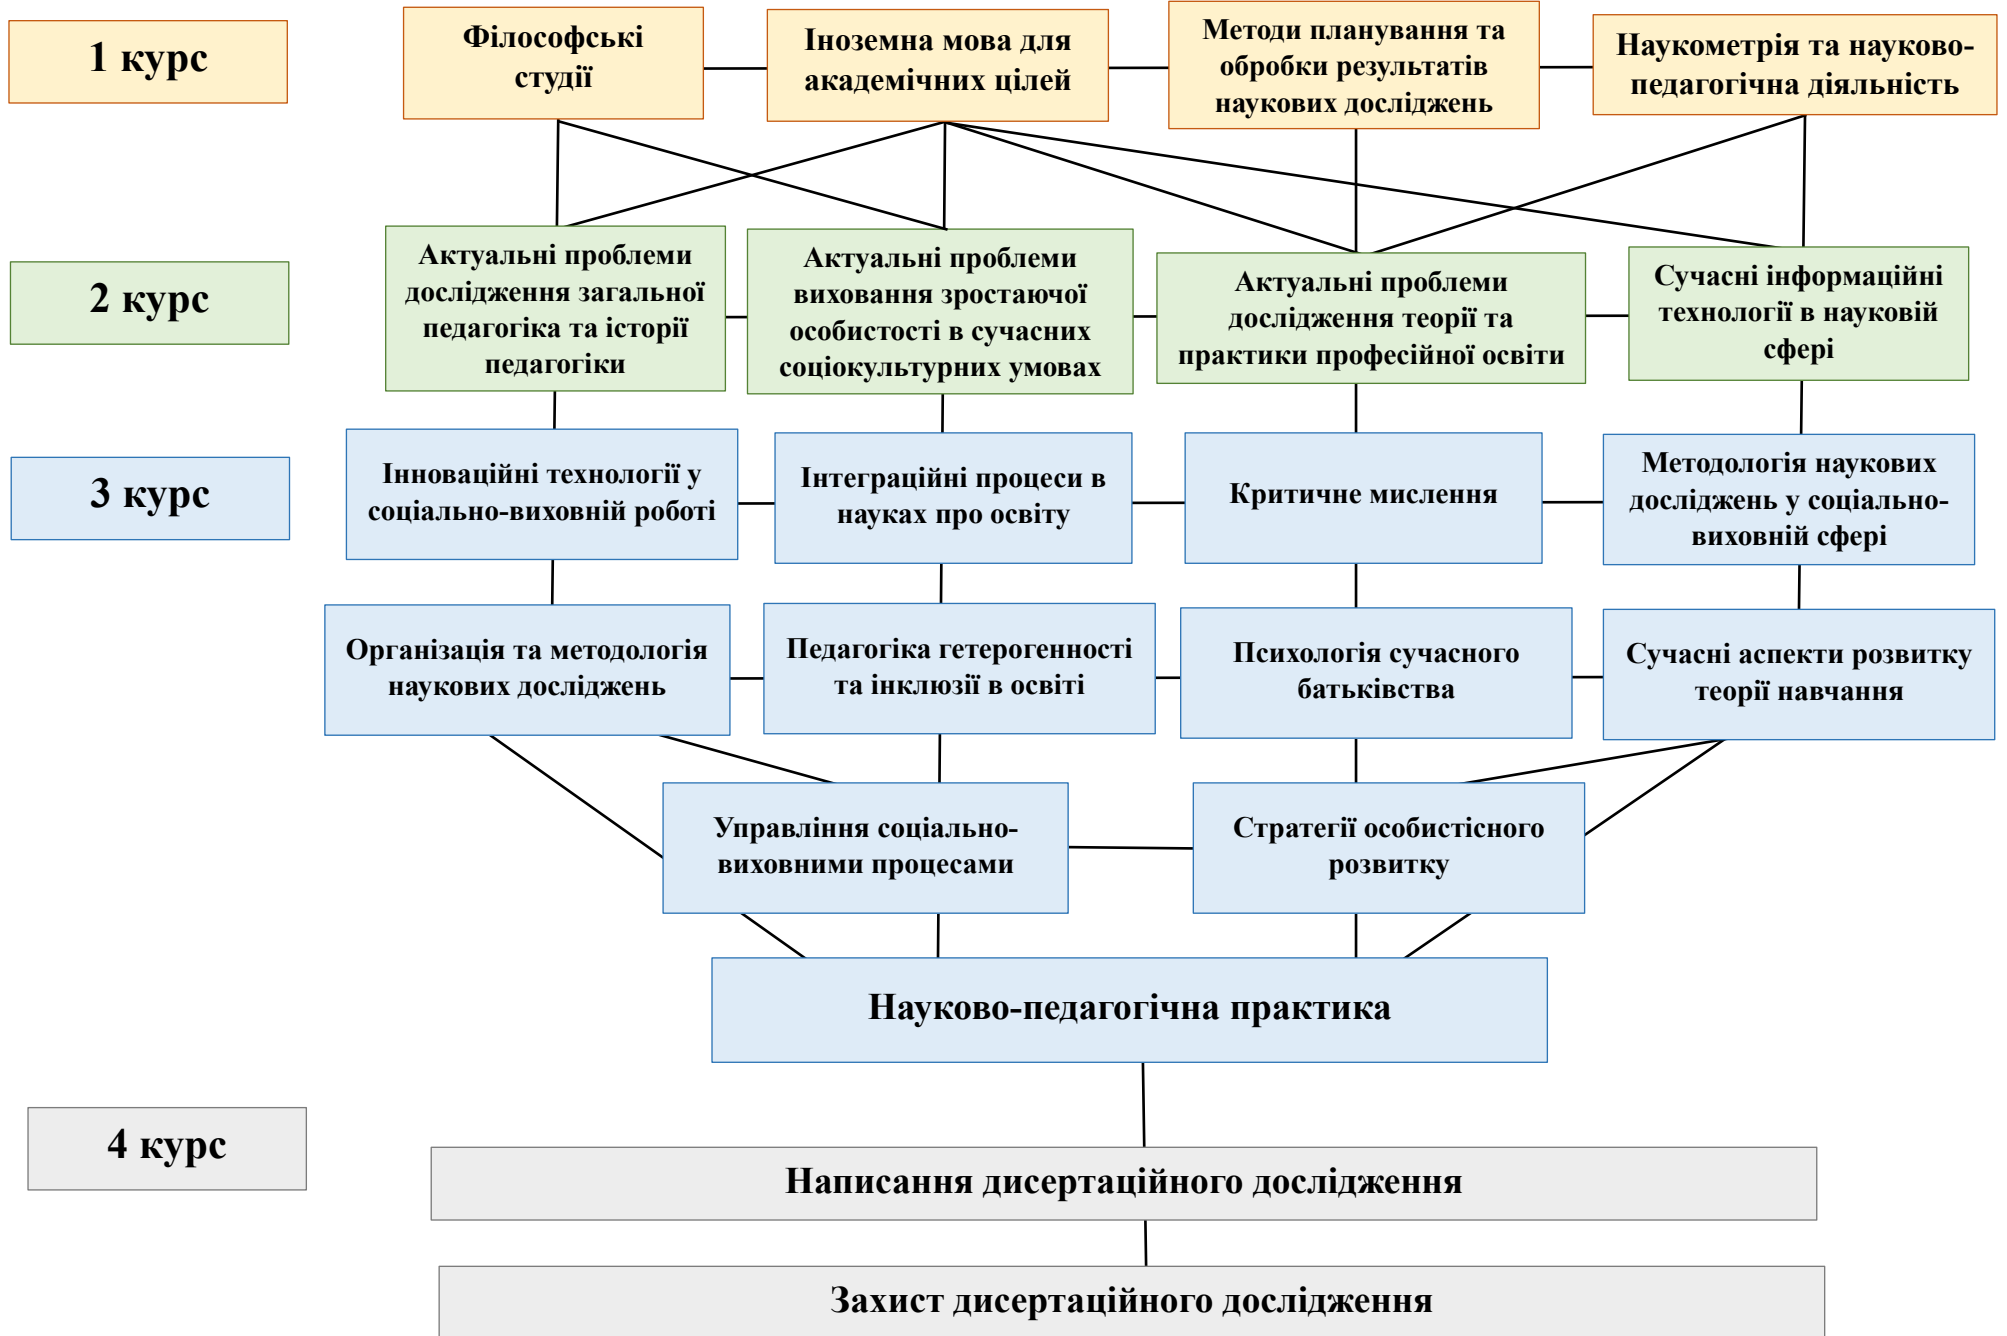 1 курс
Філософські
студії
Іноземна мова для
академічних цілей
Методи планування та
обробки результатів
наукових досліджень
Наукометрія та науково-
педагогічна діяльність
2 курс
Актуальні проблеми
дослідження загальної
педагогіка та історії
педагогіки
Актуальні проблеми
виховання зростаючої
особистості в сучасних
соціокультурних умовах
Актуальні проблеми
дослідження теорії та
практики професійної освіти
Сучасні інформаційні
технології в науковій
сфері
3 курс
Інноваційні технології у
соціально-виховній роботі
Інтеграційні процеси в
науках про освіту
Критичне мислення
Методологія наукових
досліджень у соціально-
виховній сфері
Організація та методологія
наукових досліджень
Педагогіка гетерогенності
та інклюзії в освіті
Психологія сучасного
батьківства
Сучасні аспекти розвитку
теорії навчання
Управління соціально-
виховними процесами
Стратегії особистісного
розвитку
Науково-педагогічна практика
4 курс
Написання дисертаційного дослідження
Захист дисертаційного дослідження